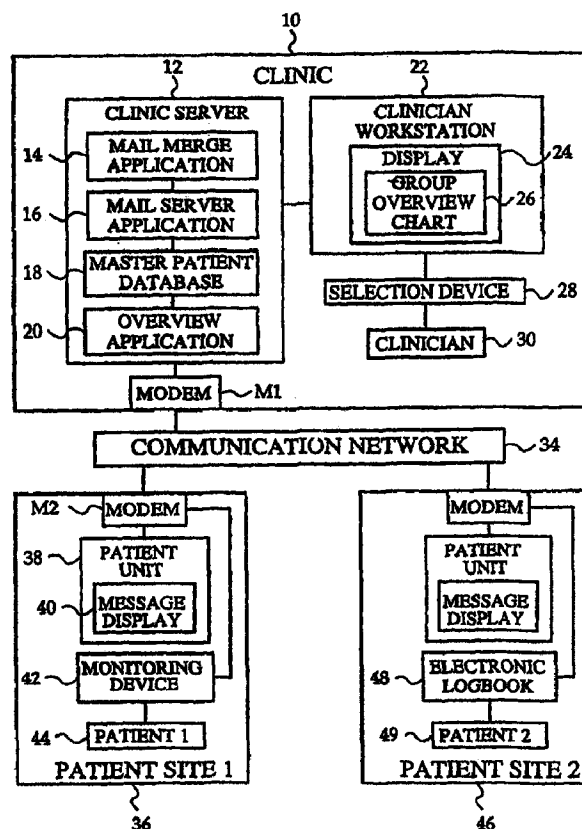 10
12
CLINIC
22
CLINIC SERVER
14
MAIL MERGE
APPLICATION
16
MAIL SERVER
APPLICATION
18
MASTER PATIENT
DATABASE
20
OVERVIEW
APPLICATION
CLINICIAN
WORKSTATION
DISPLAY
24
GROUP
OVERVIEW
CHART
26
SELECTION DEVICE
28
CLINICIAN
30
MODEM
M1
COMMUNICATION NETWORK
34
M2
MODEM
38
PATIENT
UNIT
40
MESSAGE
DISPLAY
42
MONITORING
DEVICE
44
PATIENT 1
PATIENT SITE 1
36
MODEM
PATIENT
UNIT
MESSAGE
DISPLAY
48
ELECTRONIC
LOGBOOK
49
PATIENT 2
PATIENT SITE 2
46